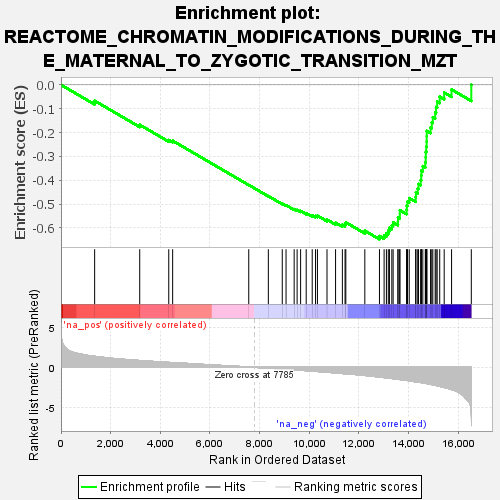 Enrichment plot:
REACTOME_CHROMATIN_MODIFICATIONS_DURING_TH
E_MATERNAL_TO_ZYGOTIC_TRANSITION_MZT
Enrichment score (ES)
0.0
-0.1
-0.2
-0.3
-0.4
-0.5
-0.6
Ranked list metric (PreRanked)
5
0
-5
'na_pos' (positively correlated)
Zero cross at 7785
'na_neg' (negatively correlated)
0 2,000 4,000 6,000 8,000 10,000 12,000 14,000 16,000
Rank in Ordered Dataset
Enrichment profile Hits Ranking metric scores